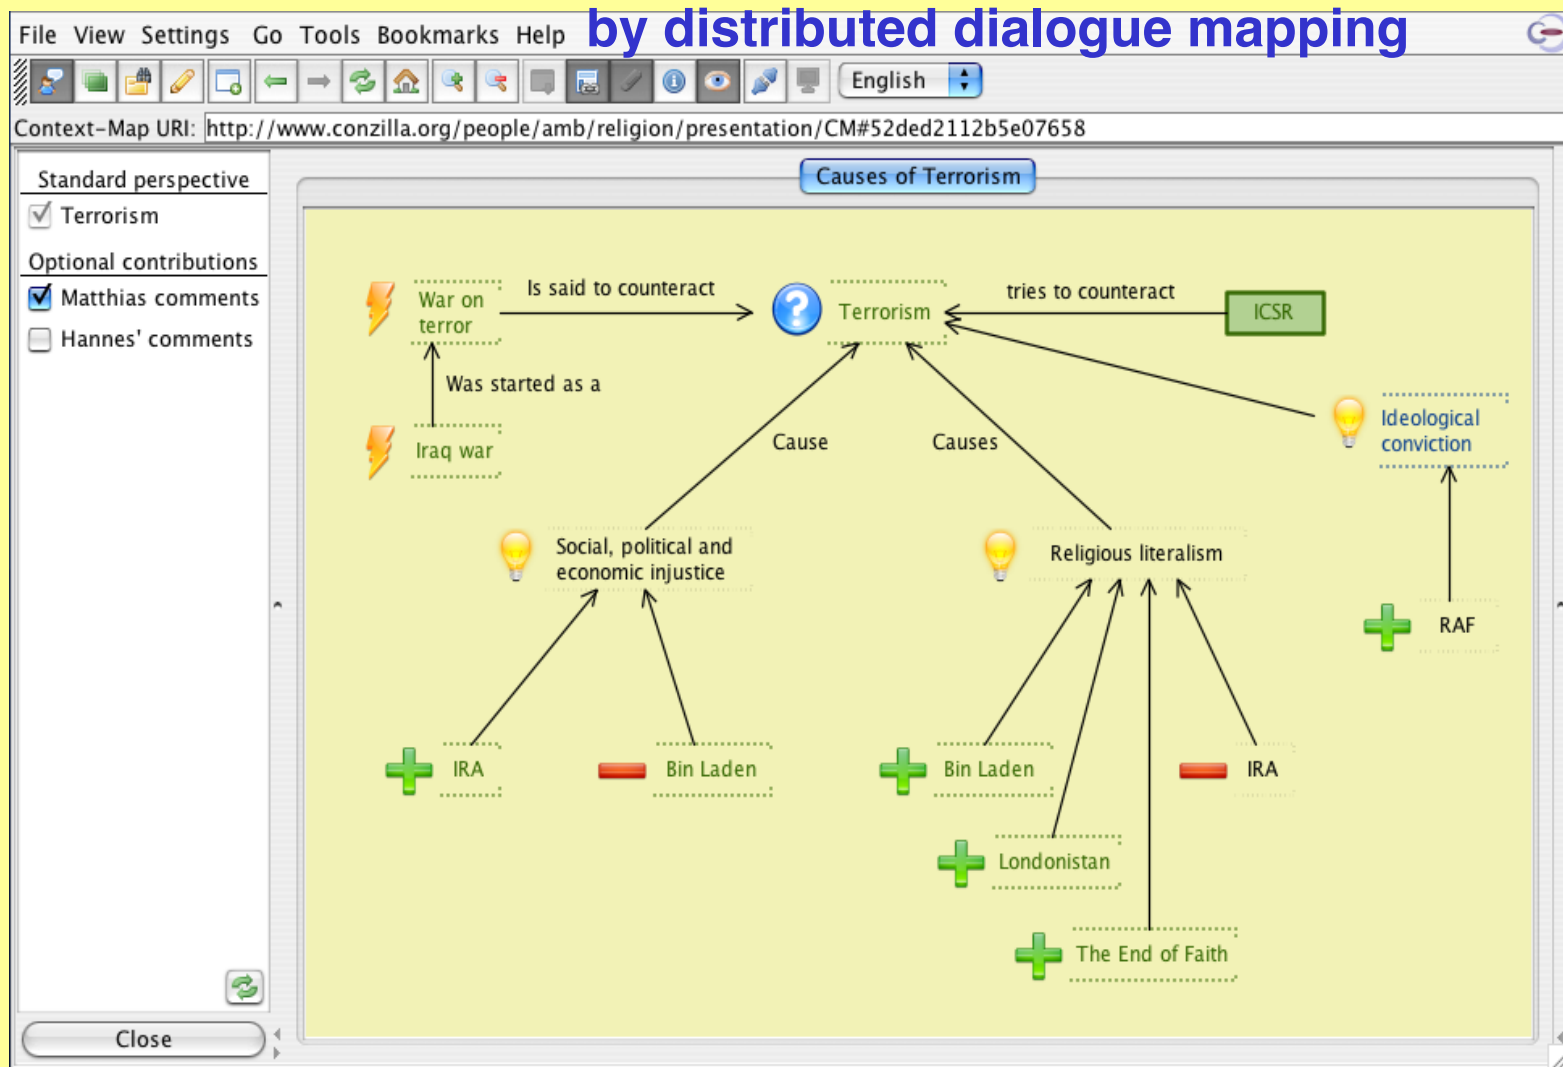 by distributed dialogue mapping
File View Settings Go Tools Bookmarks Help
English
Context-Map URI: http://www.conzilla.org/people/amb/religion/presentation/CM#52ded2112b5e07658
Standard perspective
Terrorism
Optional contributions
Matthias comments
Hannes' comments
Close
Causes of Terrorism
War on
terror
Is said to counteract
Terrorism
tries to counteract
ICSR
Was started as a
Iraq war
Cause
Causes
Ideological
conviction
Social, political and
economic injustice
Religious literalism
RAF
IRA
Bin Laden
Bin Laden
IRA
Londonistan
The End of Faith